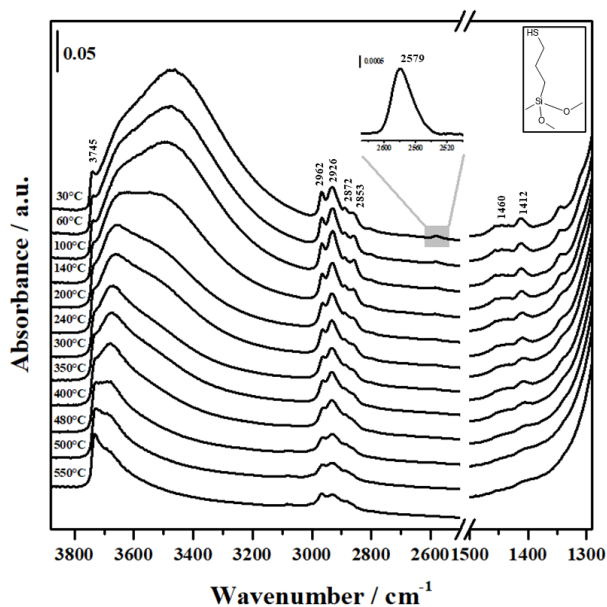 0.05
HS
Si
O
O
0.0005
2579
2600
2560
2520
3745
2962
2926
2872
2853
1460
1412
30°C
60°C
100°C
140°C
200°C
240°C
300°C
350°C
400°C
480°C
500°C
550°C
Absorbance / a.u.
3800 3600 3400 3200 3000 2800 2600 1500 1400 1300
Wavenumber / cm-1